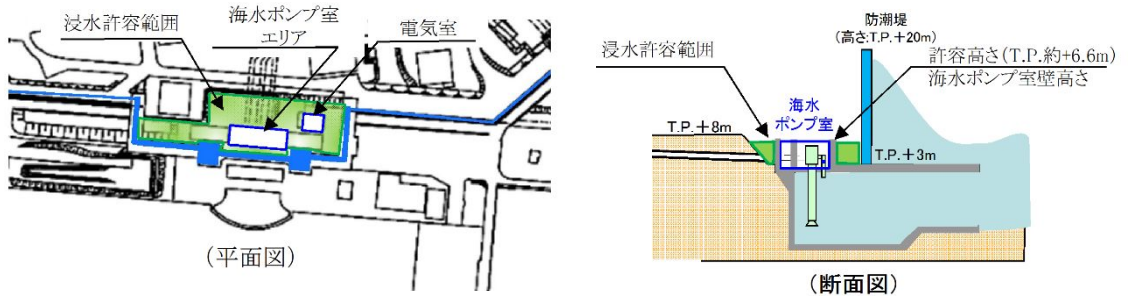 浸水許容範囲
海水ポンプ室
エリア
電気室
(平面図)
防潮堤
(高さ:T.P.+20m)
浸水許容範囲
許容高さ(T.P.約+6.6m)
海水ポンプ室壁高さ
海水
ポンプ室
T.P.+8m
T.P.+3m
(断面図)